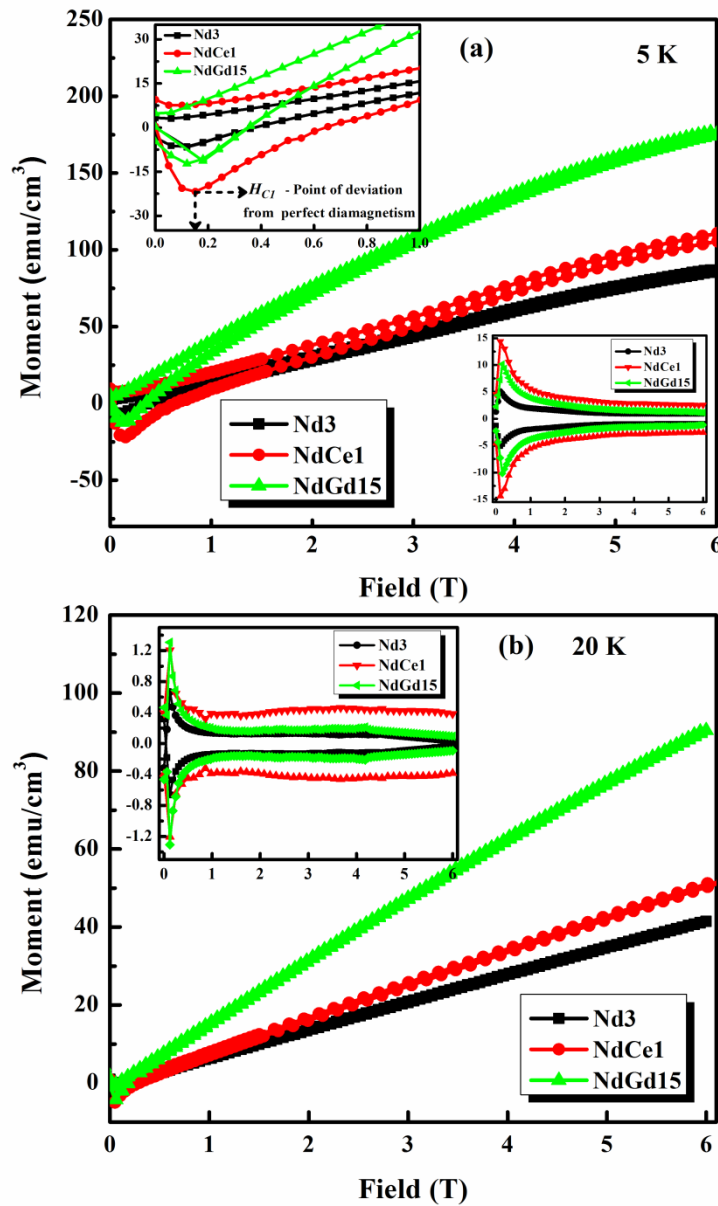 250
200
150
100
50
0
-50
Moment (emu/cm³)
(a)
5 K
30
15
0
-15
-30
0.0 0.2 0.4 0.6 0.8 1.0
Nd3
NdCe1
NdGd15
H_C1 - Point of deviation
from perfect diamagnetism
15
10
5
0
-5
-10
-15
0 1 2 3 4 5 6
Nd3
NdCe1
NdGd15
Nd3
NdCe1
NdGd15
0 1 2 3 4 5 6
Field (T)
120
100
80
60
40
20
0
Moment (emu/cm³)
(b)
20 K
1.2
0.8
0.4
0.0
-0.4
-0.8
-1.2
0 1 2 3 4 5 6
Nd3
NdCe1
NdGd15
Nd3
NdCe1
NdGd15
0 1 2 3 4 5 6
Field (T)